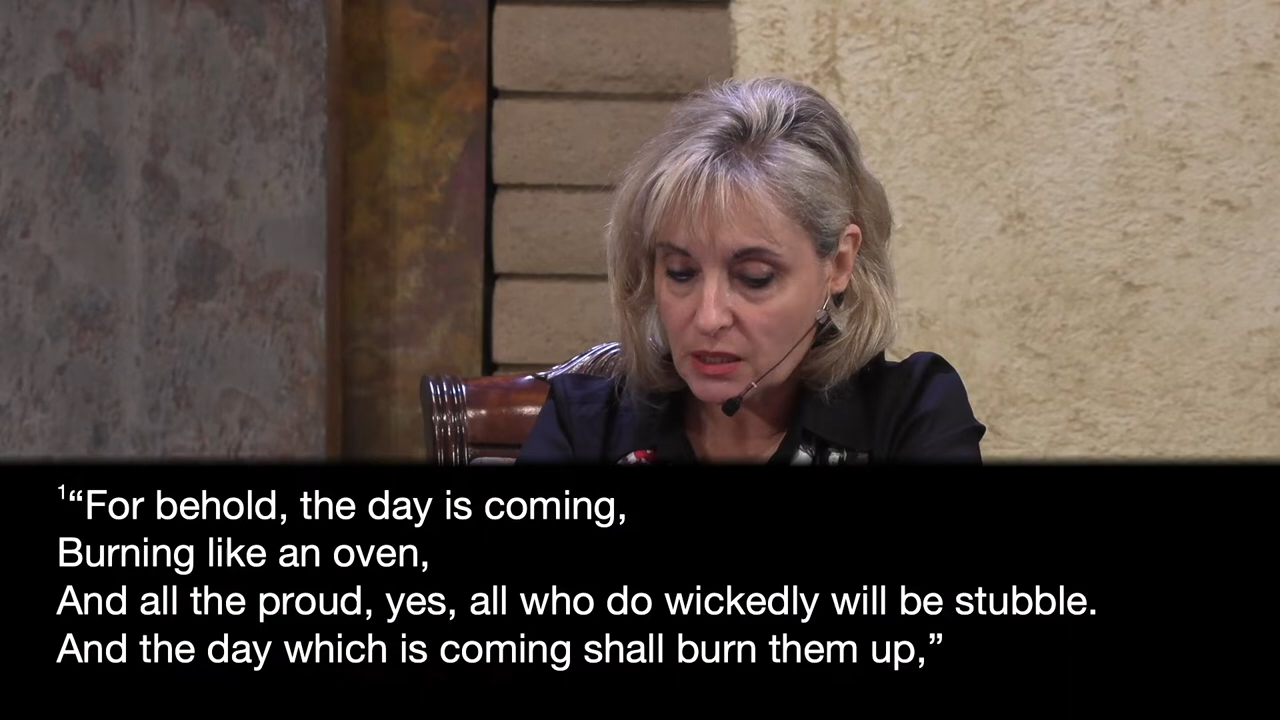 ¹“For behold, the day is coming,
Burning like an oven,
And all the proud, yes, all who do wickedly will be stubble.
And the day which is coming shall burn them up,”